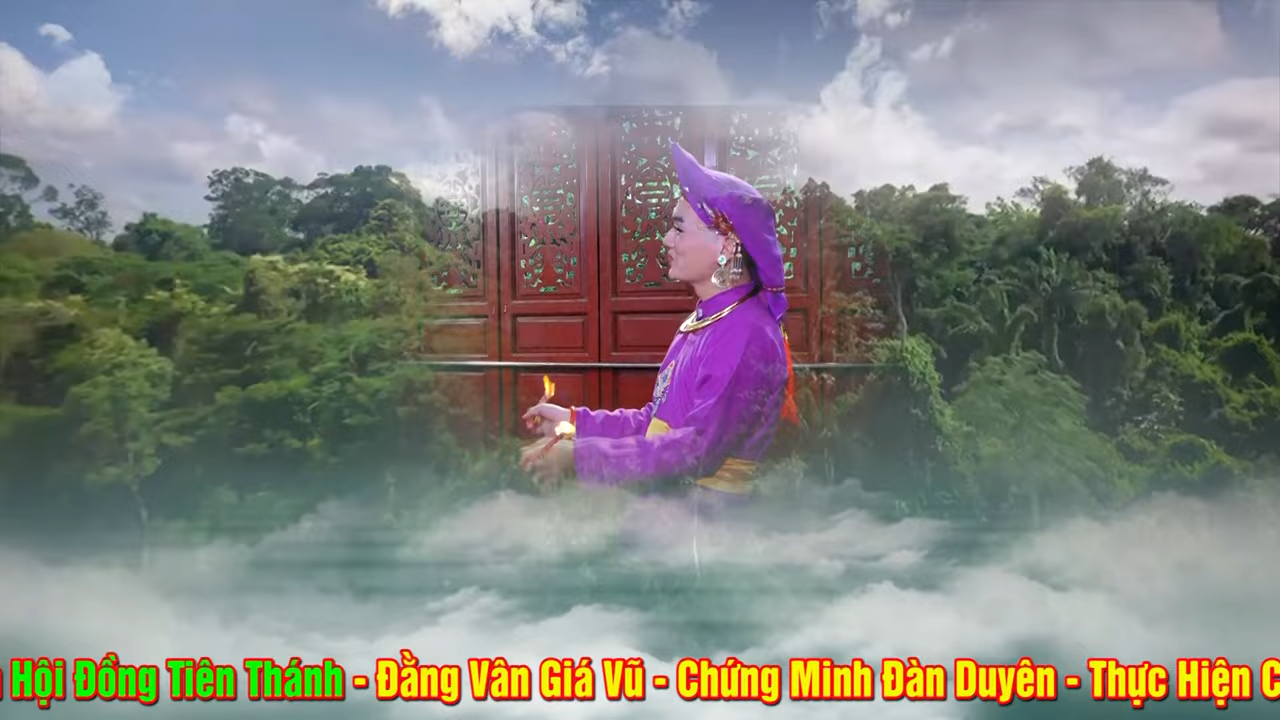 Hội Đồng Tiên Thánh - Đằng Vân Giá Vũ - Chứng Minh Đàn Duyên - Thực Hiện